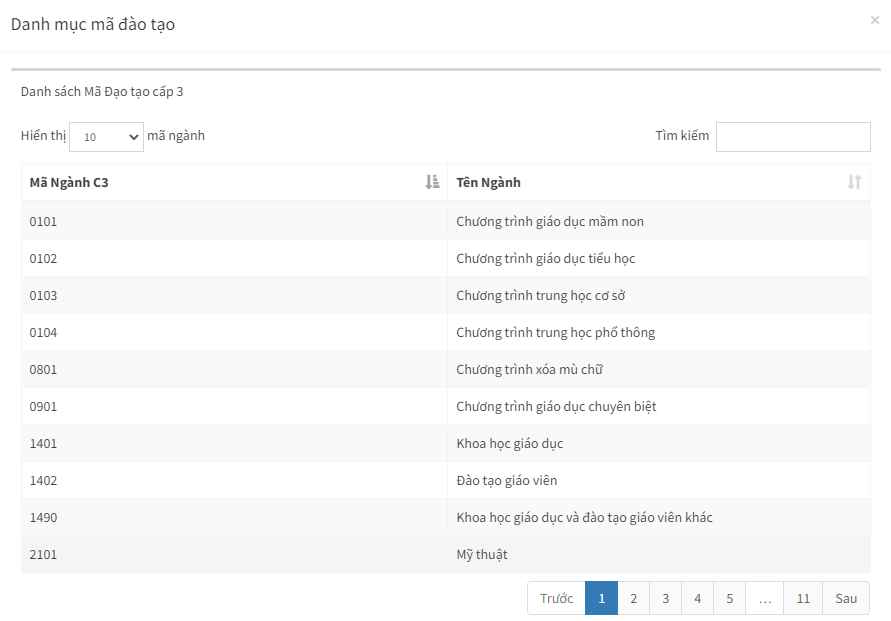 Danh mục mã đào tạo ×
Danh sách Mã Đạo tạo cấp 3
Hiển thị 10 mã ngành Tìm kiếm
Mã Ngành C3 Tên Ngành
0101 Chương trình giáo dục mầm non
0102 Chương trình giáo dục tiểu học
0103 Chương trình trung học cơ sở
0104 Chương trình trung học phổ thông
0801 Chương trình xóa mù chữ
0901 Chương trình giáo dục chuyên biệt
1401 Khoa học giáo dục
1402 Đào tạo giáo viên
1490 Khoa học giáo dục và đào tạo giáo viên khác
2101 Mỹ thuật
Trước 1 2 3 4 5 … 11 Sau